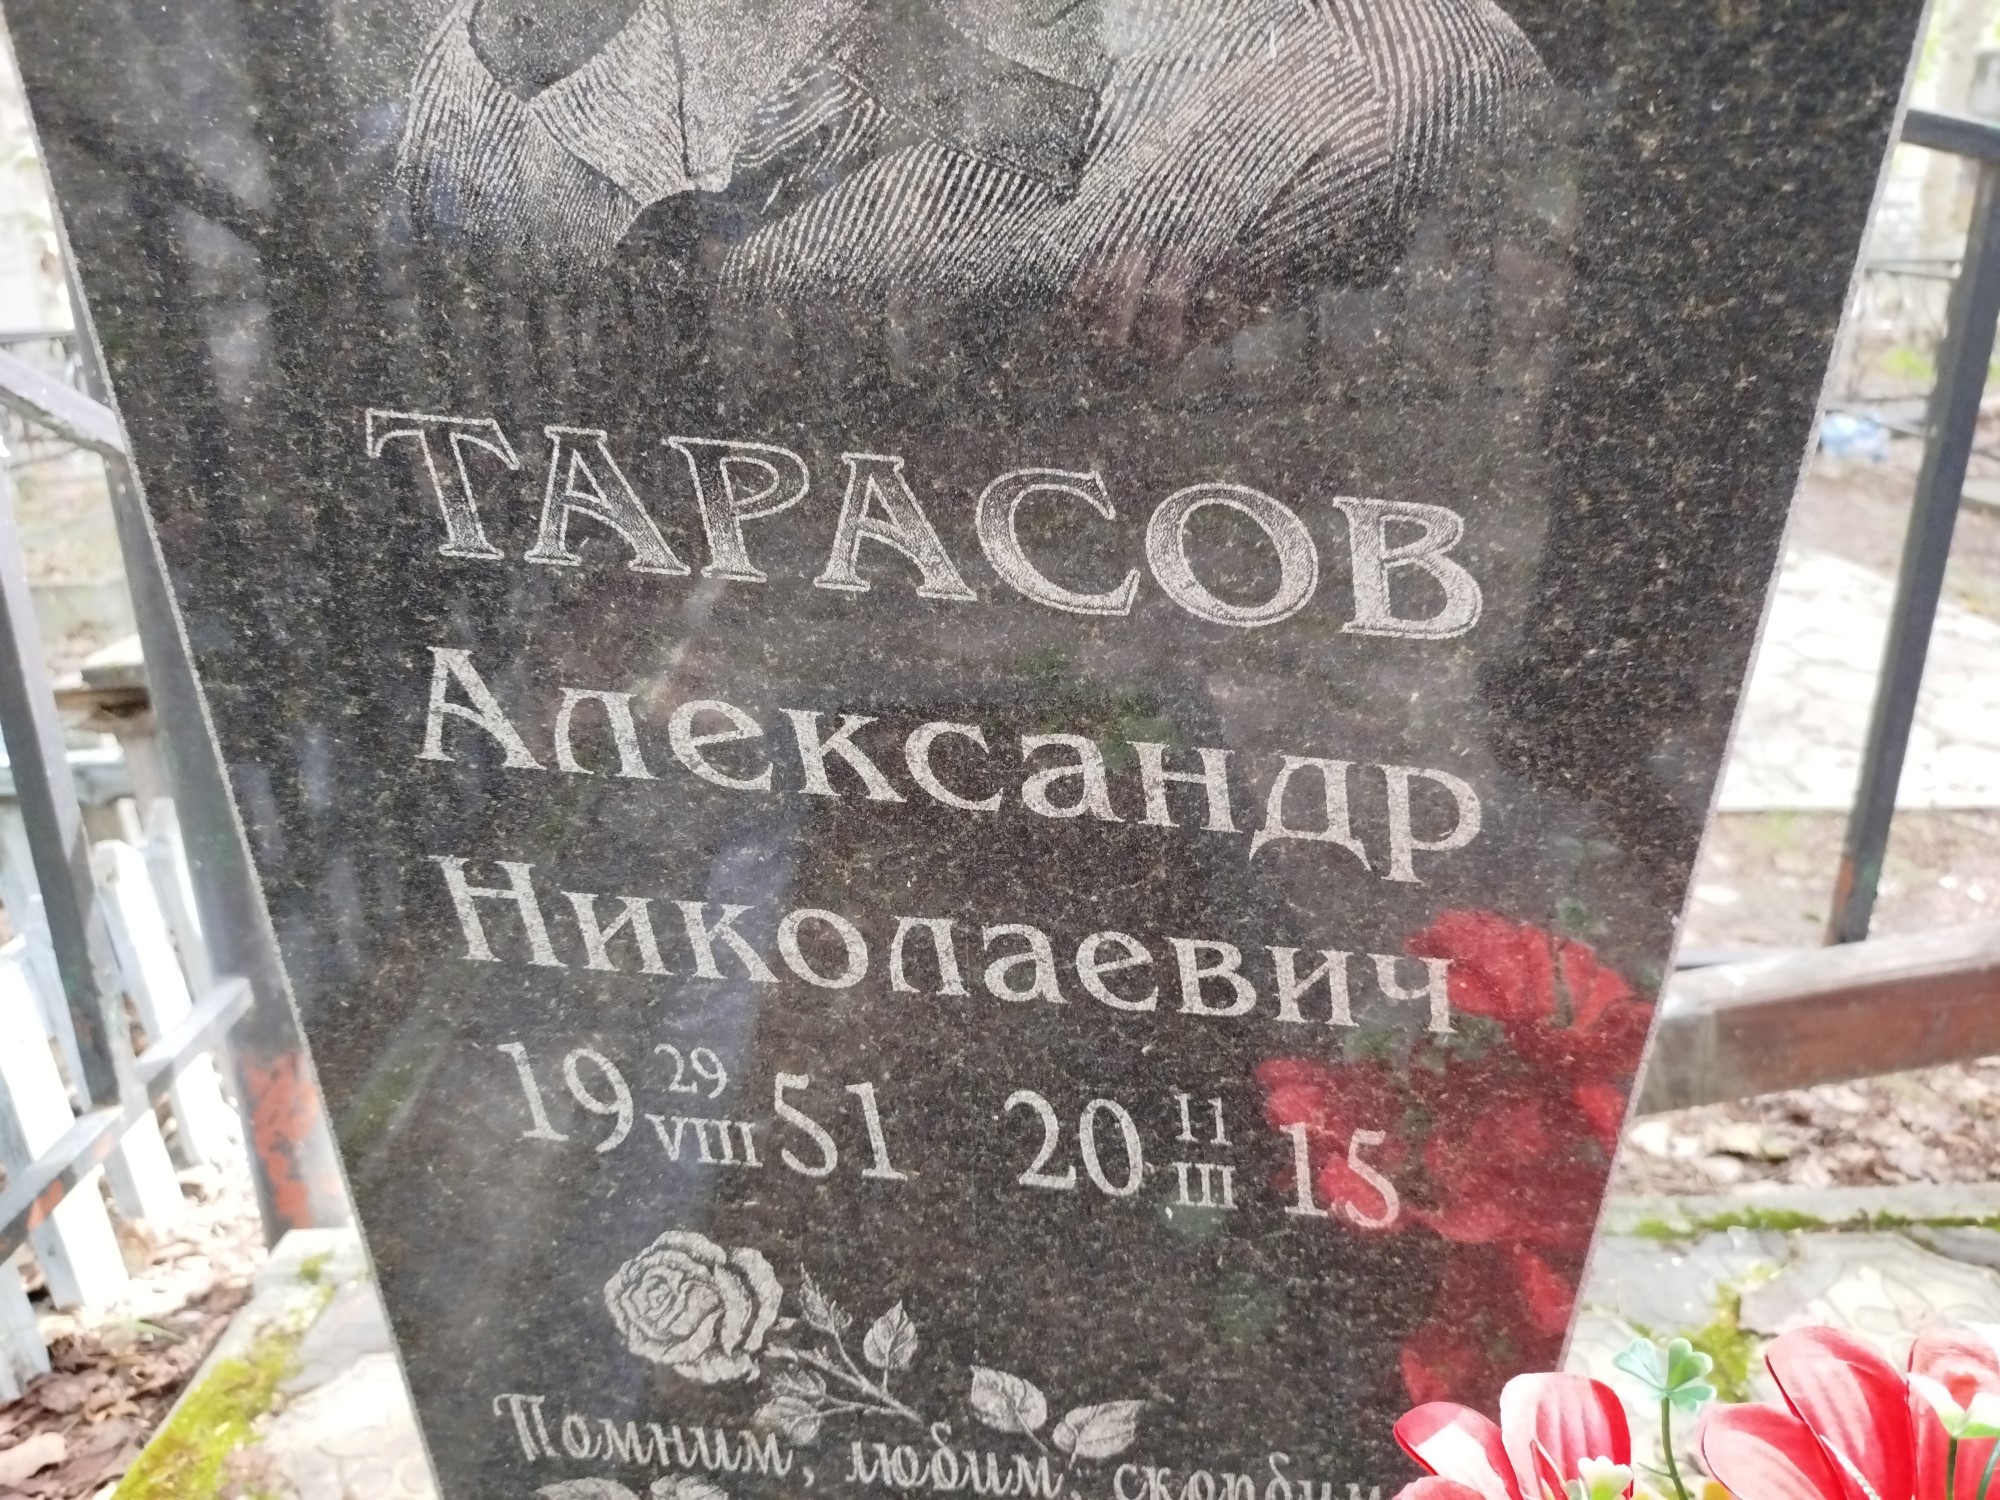 ТАРАСОВ
Александр
Николаевич
19 29 VIII 51 20 11 III 15
Помним, любим, скорбим